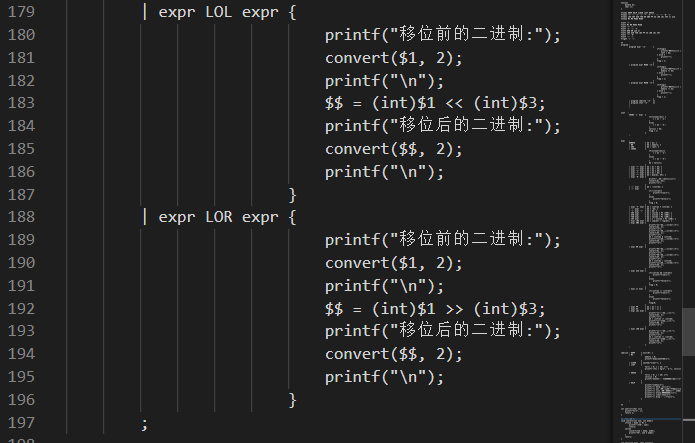 179 | expr LOL expr {
180 printf("移位前的二进制:");
181 convert($1, 2);
182 printf("\n");
183 $$ = (int)$1 << (int)$3;
184 printf("移位后的二进制:");
185 convert($$, 2);
186 printf("\n");
187 }
188 | expr LOR expr {
189 printf("移位前的二进制:");
190 convert($1, 2);
191 printf("\n");
192 $$ = (int)$1 >> (int)$3;
193 printf("移位后的二进制:");
194 convert($$, 2);
195 printf("\n");
196 }
197 ;